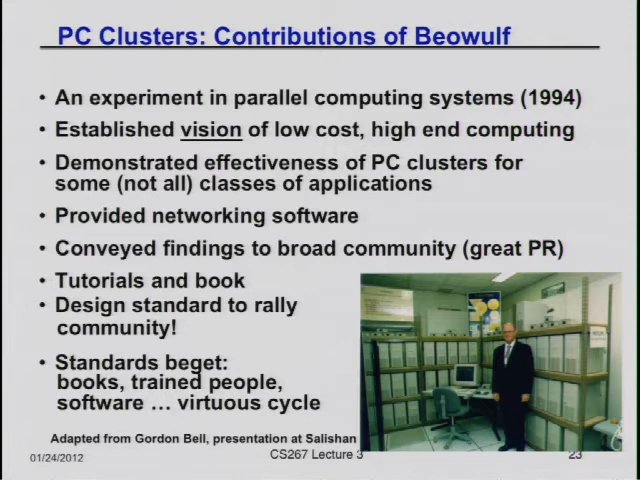 PC Clusters: Contributions of Beowulf
• An experiment in parallel computing systems (1994)
• Established vision of low cost, high end computing
• Demonstrated effectiveness of PC clusters for
some (not all) classes of applications
• Provided networking software
• Conveyed findings to broad community (great PR)
• Tutorials and book
• Design standard to rally
community!
• Standards beget:
books, trained people,
software … virtuous cycle
Adapted from Gordon Bell, presentation at Salishan
01/24/2012
CS267 Lecture 3
23